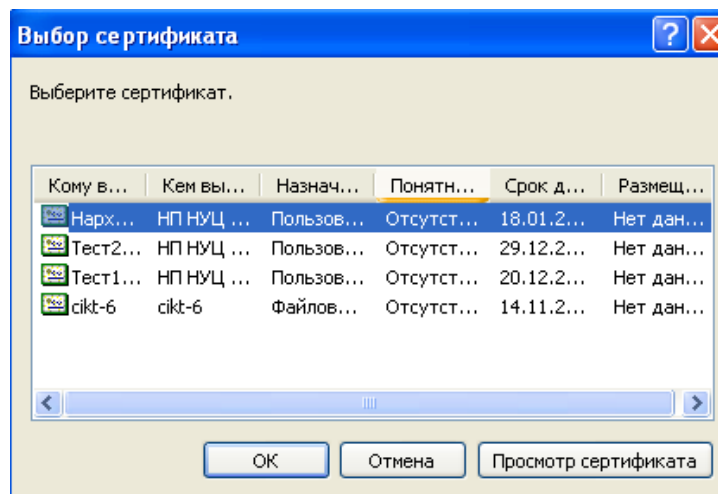 Выбор сертификата
Выберите сертификат.
Кому в... Кем вы... Назнач... Понятн... Срок д... Размещ...
Нарх... НП НУЦ ... Пользов... Отсутст... 18.01.2... Нет дан...
Тест2... НП НУЦ ... Пользов... Отсутст... 29.12.2... Нет дан...
Тест1... НП НУЦ ... Пользов... Отсутст... 20.12.2... Нет дан...
cikt-6 cikt-6 Файлов... Отсутст... 14.11.2... Нет дан...
ОК Отмена Просмотр сертификата